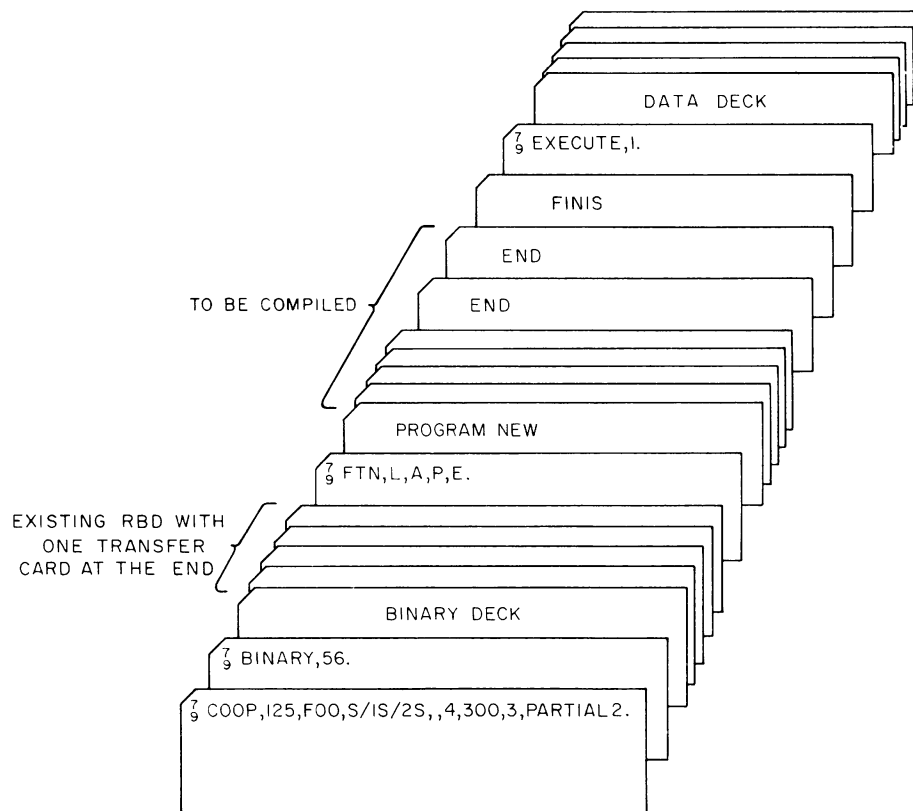 DATA DECK
7
9 EXECUTE,1.
FINIS
END
TO BE COMPILED
END
PROGRAM NEW
7
9 FTN,L,A,P,E.
EXISTING RBD WITH
ONE TRANSFER
CARD AT THE END
BINARY DECK
7
9 BINARY,56.
7
9 COOP,125,FOO,S/1S/2S,,4,300,3,PARTIAL2.